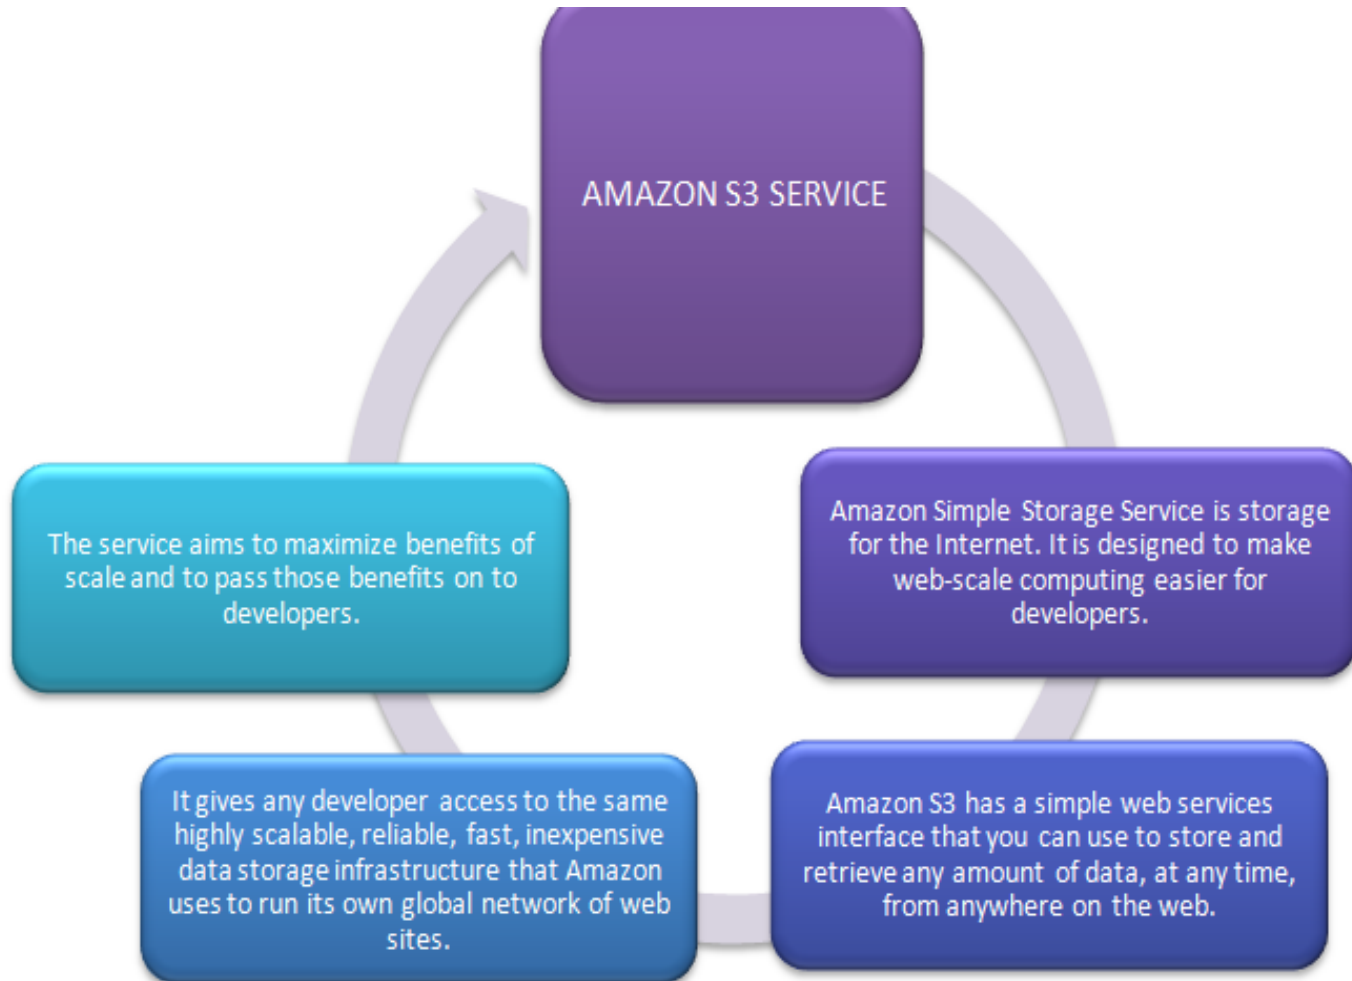 AMAZON S3 SERVICE
Amazon Simple Storage Service is storage
for the Internet. It is designed to make
web-scale computing easier for
developers.
Amazon S3 has a simple web services
interface that you can use to store and
retrieve any amount of data, at any time,
from anywhere on the web.
It gives any developer access to the same
highly scalable, reliable, fast, inexpensive
data storage infrastructure that Amazon
uses to run its own global network of web
sites.
The service aims to maximize benefits of
scale and to pass those benefits on to
developers.